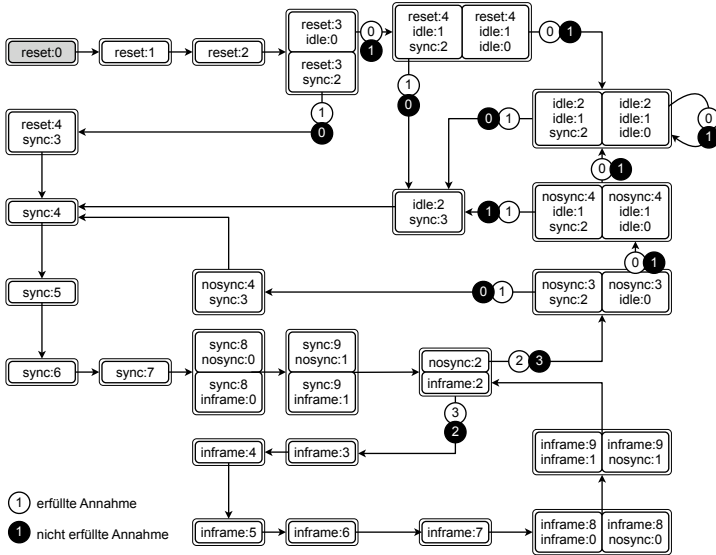 reset:3
idle:0
0
1
reset:4
idle:1
sync:2
reset:4
idle:1
idle:0
0
1
reset:0
reset:1
reset:2
reset:3
sync:2
1
0
1
0
idle:2
idle:1
sync:2
idle:2
idle:1
idle:0
0
1
0
1
reset:4
sync:3
0
1
sync:4
idle:2
sync:3
1
1
nosync:4
idle:1
sync:2
nosync:4
idle:1
idle:0
0
1
sync:5
nosync:4
sync:3
0
1
nosync:3
sync:2
nosync:3
idle:0
sync:6
sync:7
sync:8
nosync:0
sync:8
inframe:0
sync:9
nosync:1
sync:9
inframe:1
nosync:2
inframe:2
2
3
3
2
inframe:4
inframe:3
inframe:9
inframe:1
inframe:9
nosync:1
1 erfüllte Annahme
1 nicht erfüllte Annahme
inframe:5
inframe:6
inframe:7
inframe:8
inframe:0
inframe:8
nosync:0